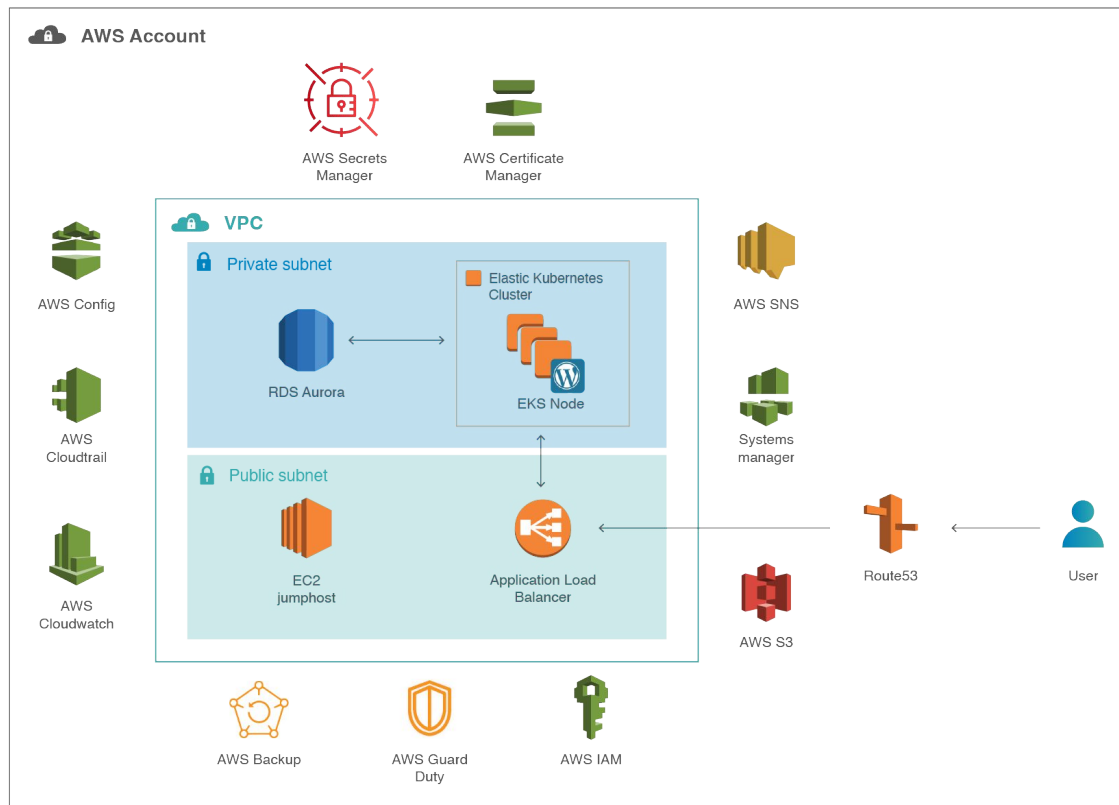 AWS Account
AWS Secrets
Manager
AWS Certificate
Manager
VPC
AWS Config
Private subnet
Elastic Kubernetes
Cluster
AWS SNS
RDS Aurora
EKS Node
AWS
Cloudtrail
Systems
manager
Public subnet
EC2
jumphost
Application Load
Balancer
Route53
User
AWS
Cloudwatch
AWS S3
AWS Backup
AWS Guard
Duty
AWS IAM